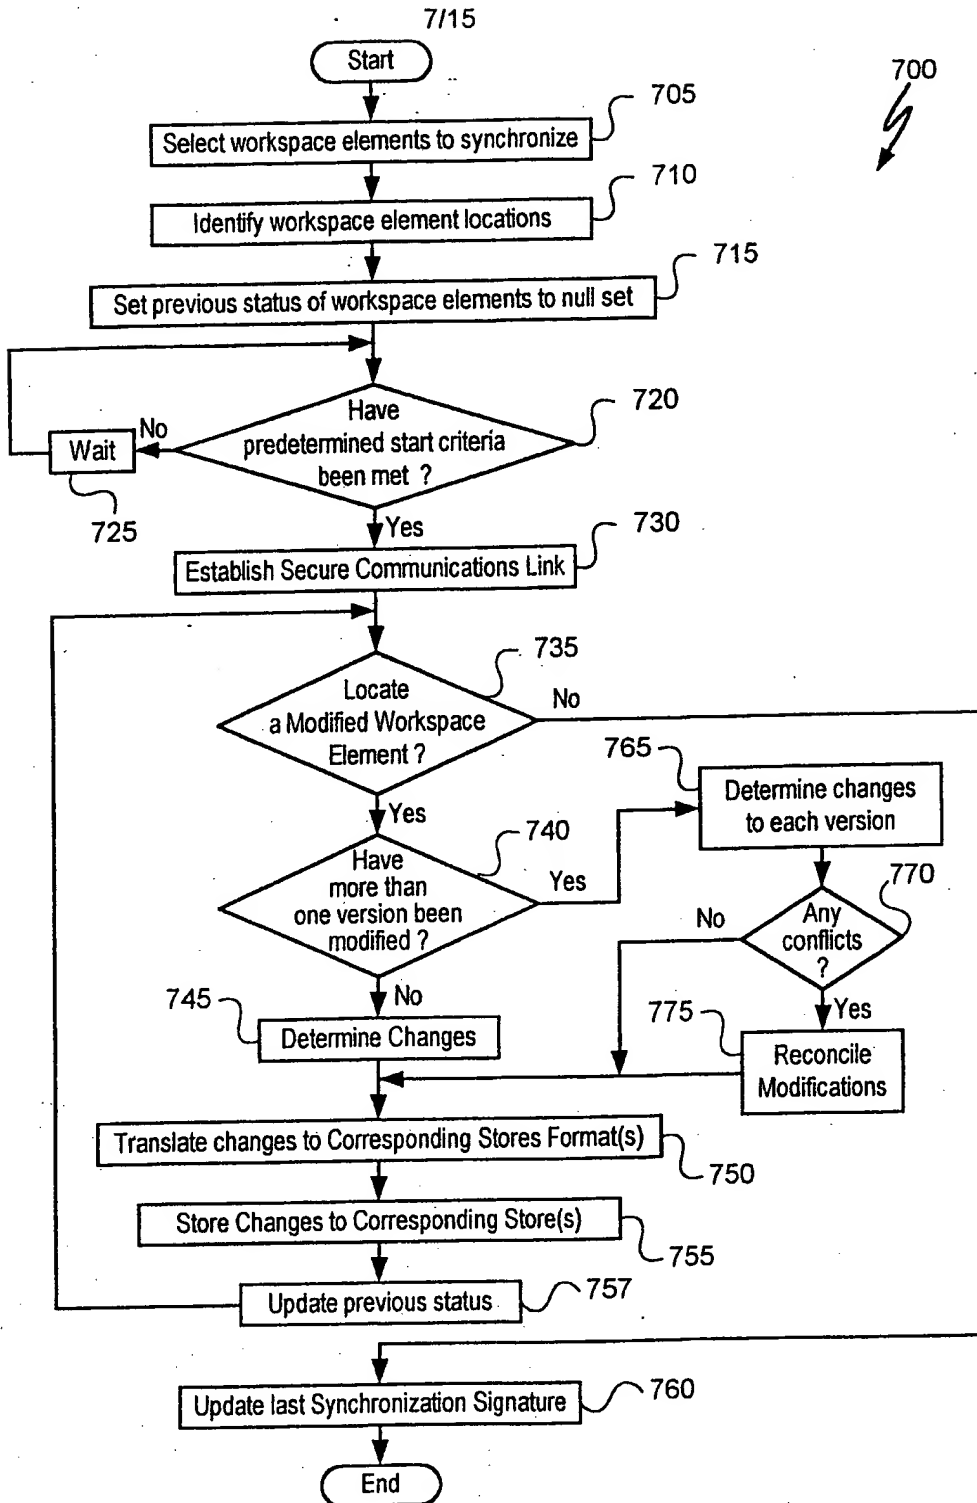 7/15
Start
700
705
Select workspace elements to synchronize
710
Identify workspace element locations
715
Set previous status of workspace elements to null set
720
Have
predetermined start criteria
been met ?
No
Wait
725
Yes
730
Establish Secure Communications Link
735
Locate
a Modified Workspace
Element ?
No
Yes
765
Determine changes
to each version
740
Have
more than
one version been
modified ?
Yes
770
Any
conflicts
?
No
Yes
No
745
Determine Changes
775
Reconcile
Modifications
Translate changes to Corresponding Stores Format(s)
750
Store Changes to Corresponding Store(s)
755
Update previous status
757
Update last Synchronization Signature
760
End